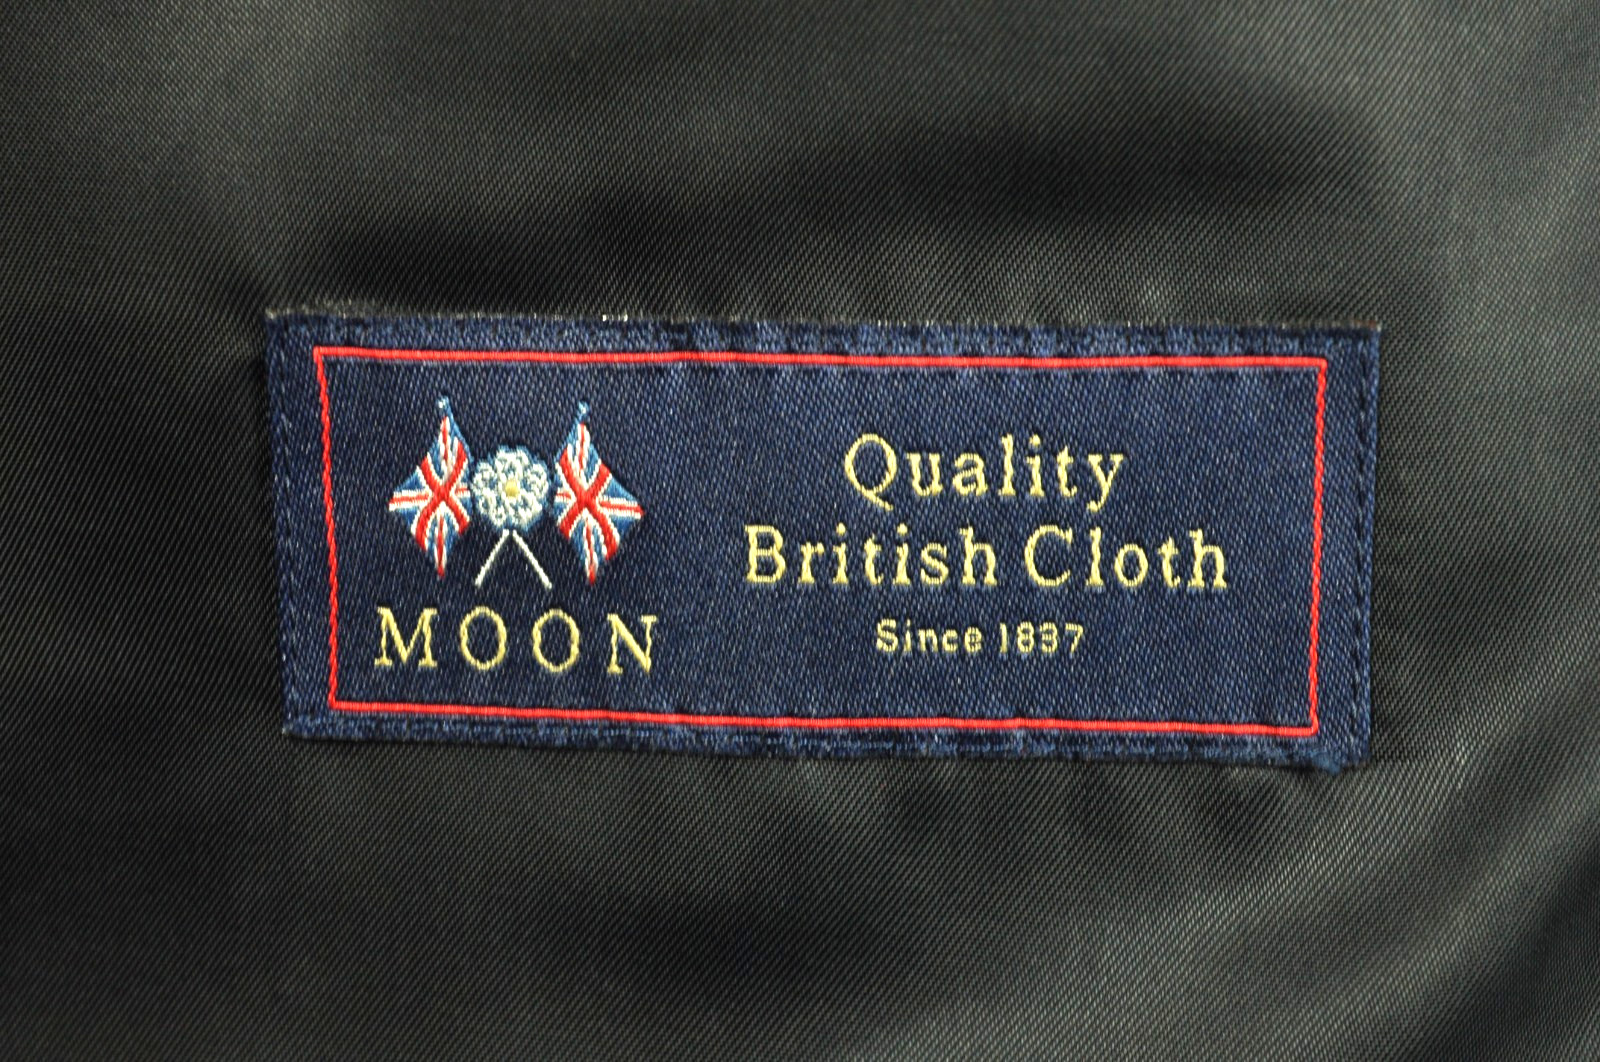 MOON
Quality
British Cloth
Since 1837